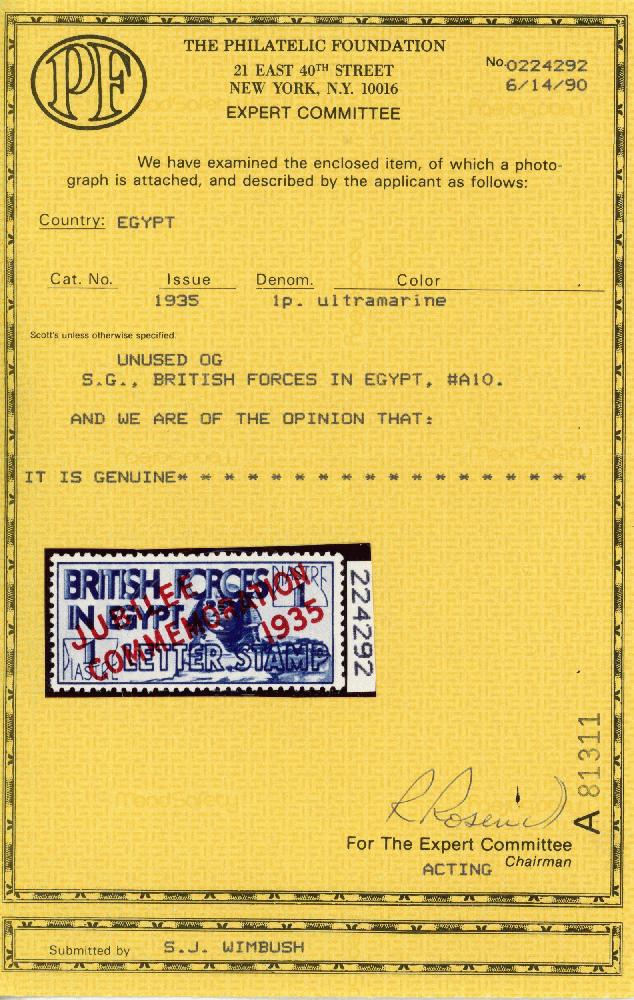 PF
THE PHILATELIC FOUNDATION
21 EAST 40TH STREET
NEW YORK, N.Y. 10016
EXPERT COMMITTEE
No.0224292
6/14/90
We have examined the enclosed item, of which a photo-
graph is attached, and described by the applicant as follows:
Country: EGYPT
Cat. No. Issue Denom. Color
1935 1p. ultramarine
Scott's unless otherwise specified.
UNUSED OG
S.G., BRITISH FORCES IN EGYPT, #A10.
AND WE ARE OF THE OPINION THAT:
IT IS GENUINE* * * * * * * * * * * * * * * * * *
BRITISH FORCES
IN EGYPT
PIASTRE
1
JUBILEE
COMMEMORATION
1935
1
PIASTRE
LETTER STAMP
224292
A 81311
For The Expert Committee
Chairman
ACTING
Submitted by S.J. WIMBUSH